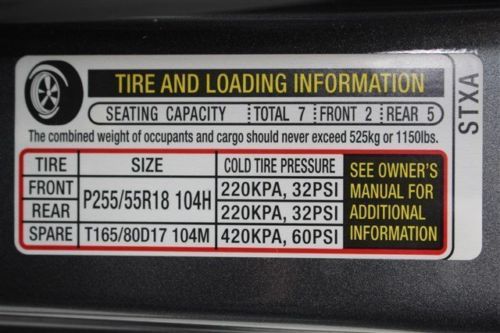 TIRE AND LOADING INFORMATION
SEATING CAPACITY TOTAL 7 FRONT 2 REAR 5
The combined weight of occupants and cargo should never exceed 525kg or 1150lbs.
TIRE SIZE COLD TIRE PRESSURE
FRONT P255/55R18 104H 220KPA, 32PSI
REAR 220KPA, 32PSI
SPARE T165/80D17 104M 420KPA, 60PSI
SEE OWNER'S
MANUAL FOR
ADDITIONAL
INFORMATION
STXA